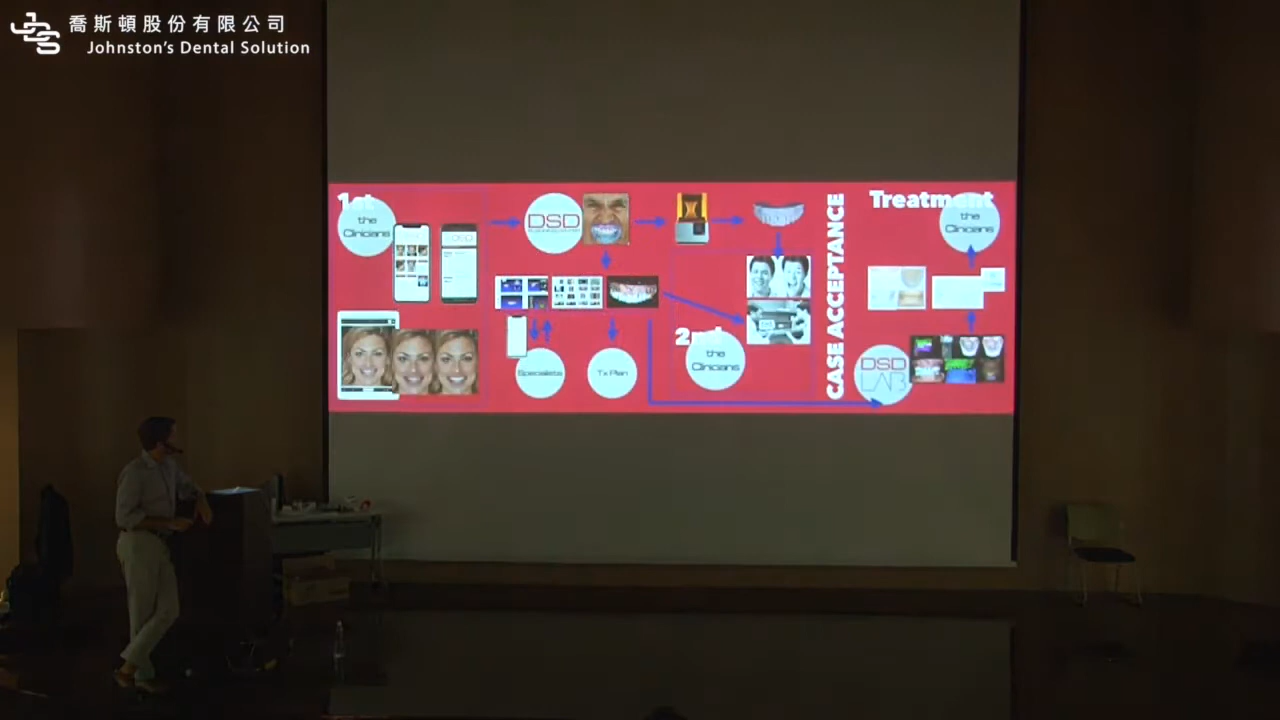 喬斯頓股份有限公司
Johnston's Dental Solution
1st
the
Clinicians
DSD
Specialists
Tx Plan
2nd
the
Clinicians
CASE ACCEPTANCE
Treatment
the
Clinicians
DSD
LAB